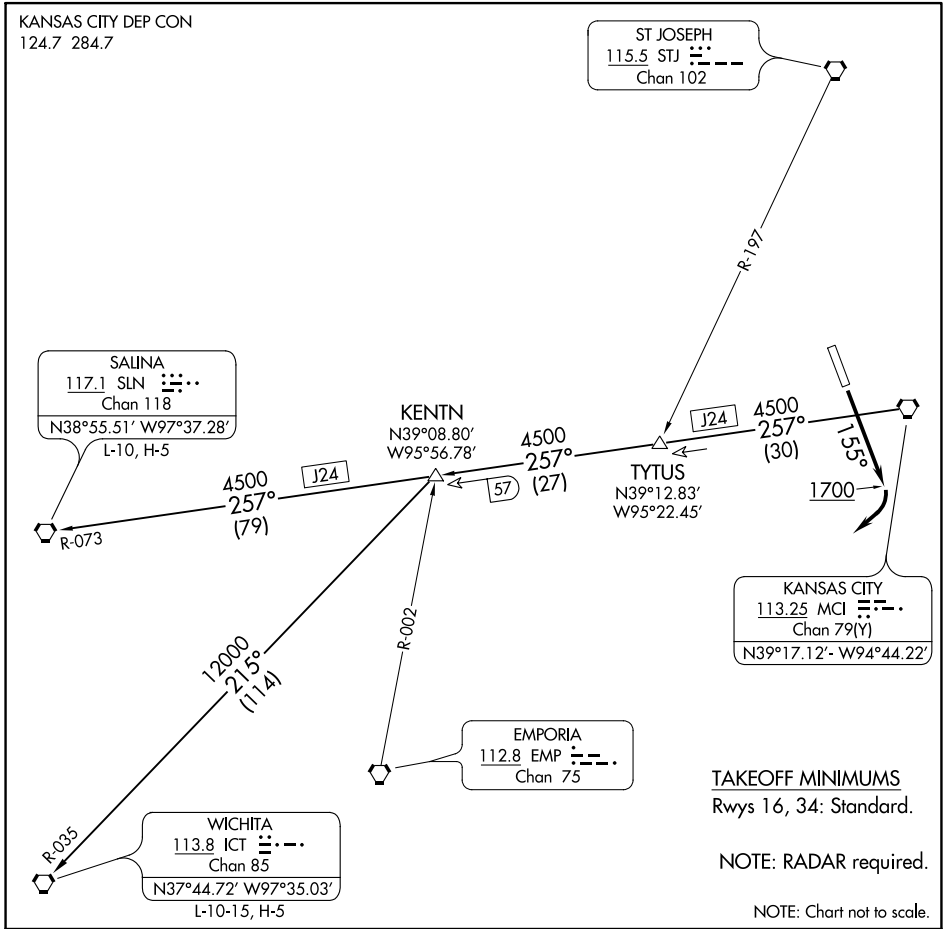 KANSAS CITY DEP CON
124.7 284.7
ST JOSEPH
115.5 STJ
Chan 102
R-197
SALINA
117.1 SLN
Chan 118
N38°55.51' W97°37.28'
L-10, H-5
KENTN
N39°08.80'
W95°56.78'
J24
4500
257°
(30)
155°
1700
TYTUS
N39°12.83'
W95°22.45'
4500
257°
(27)
57
J24
4500
257°
(79)
R-073
KANSAS CITY
113.25 MCI
Chan 79(Y)
N39°17.12'- W94°44.22'
R-002
12000
215°
(114)
EMPORIA
112.8 EMP
Chan 75
TAKEOFF MINIMUMS
Rwys 16, 34: Standard.
R-035
WICHITA
113.8 ICT
Chan 85
N37°44.72' W97°35.03'
L-10-15, H-5
NOTE: RADAR required.
NOTE: Chart not to scale.